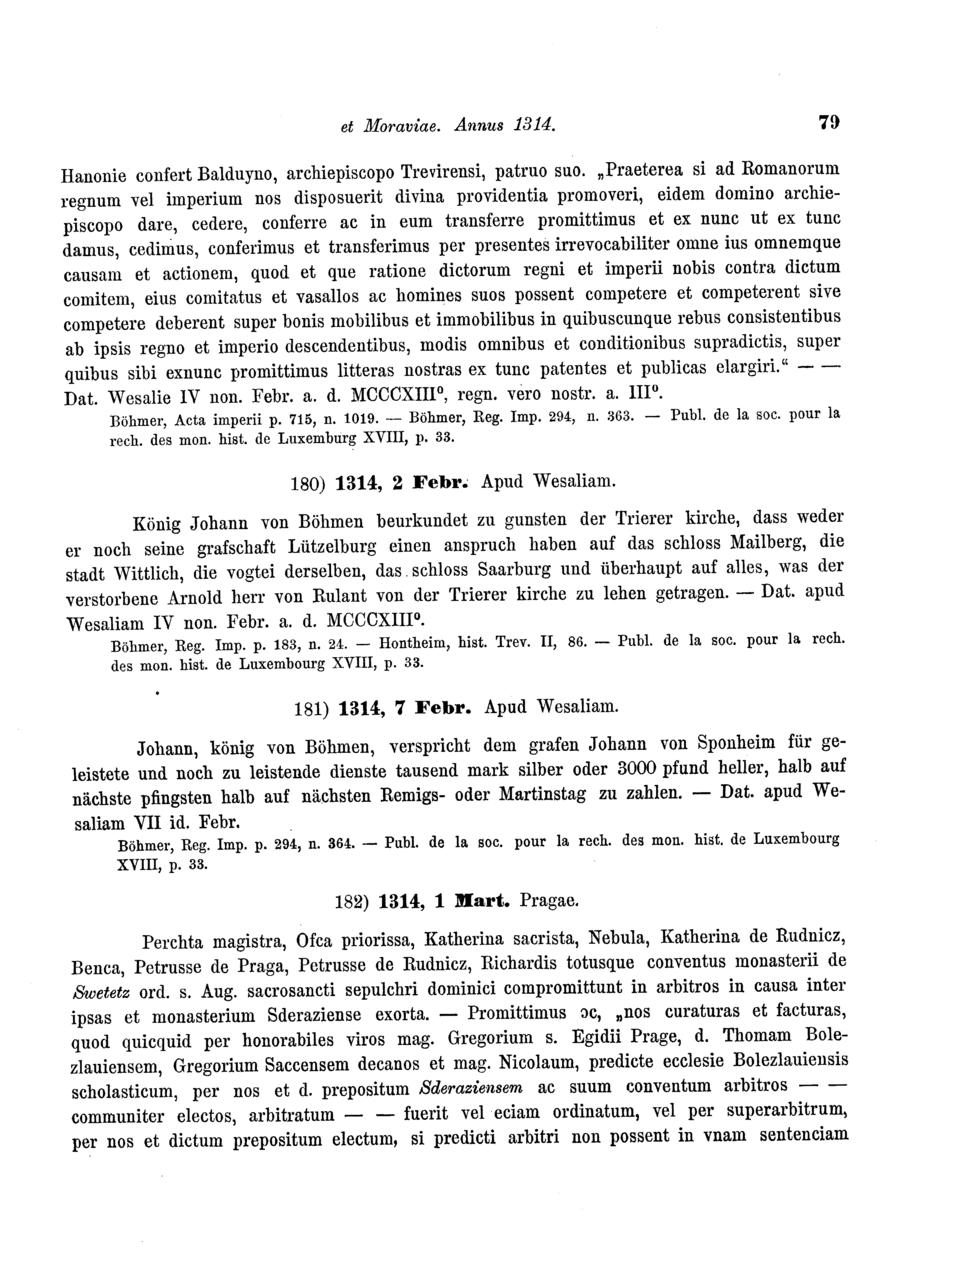 et Moraviae. Annus 1314. 79
Hanonie confert Balduyno, archiepiscopo Trevirensi, patruo suo. „Praeterea si ad Romanorum
regnum vel imperium nos disposuerit divina providentia promoveri, eidem domino archie-
piscopo dare, cedere, conferre ac in eum transferre promittimus et ex nunc ut ex tunc
damus, cedimus, conferimus et transferimus per presentes irrevocabiliter omne ius omnemque
causam et actionem, quod et que ratione dictorum regni et imperii nobis contra dictum
comitem, eius comitatus et vasallos ac homines suos possent competere et competerent sive
competere deberent super bonis mobilibus et immobilibus in quibuscunque rebus consistentibus
ab ipsis regno et imperio descendentibus, modis omnibus et conditionibus supradictis, super
quibus sibi exnunc promittimus litteras nostras ex tunc patentes et publicas elargiri.“ — —
Dat. Wesalie IV non. Febr. a. d. MCCCXIII⁰, regn. vero nostr. a. III⁰.
Böhmer, Acta imperii p. 715, n. 1019. — Böhmer, Reg. Imp. 294, n. 363. — Publ. de la soc. pour la
rech. des mon. hist. de Luxemburg XVIII, p. 33.
180) 1314, 2 Febr. Apud Wesaliam.
König Johann von Böhmen beurkundet zu gunsten der Trierer kirche, dass weder
er noch seine grafschaft Lützelburg einen anspruch haben auf das schloss Mailberg, die
stadt Wittlich, die vogtei derselben, das schloss Saarburg und überhaupt auf alles, was der
verstorbene Arnold herr von Rulant von der Trierer kirche zu lehen getragen. — Dat. apud
Wesaliam IV non. Febr. a. d. MCCCXIII⁰.
Böhmer, Reg. Imp. p. 183, n. 24. — Hontheim, hist. Trev. II, 86. — Publ. de la soc. pour la rech.
des mon. hist. de Luxembourg XVIII, p. 33.
181) 1314, 7 Febr. Apud Wesaliam.
Johann, könig von Böhmen, verspricht dem grafen Johann von Sponheim für ge-
leistete und noch zu leistende dienste tausend mark silber oder 3000 pfund heller, halb auf
nächste pfingsten halb auf nächsten Remigs- oder Martinstag zu zahlen. — Dat. apud We-
saliam VII id. Febr.
Böhmer, Reg. Imp. p. 294, n. 364. — Publ. de la soc. pour la rech. des mon. hist. de Luxembourg
XVIII, p. 33.
182) 1314, 1 Mart. Pragae.
Perchta magistra, Ofca priorissa, Katherina sacrista, Nebula, Katherina de Rudnicz,
Benca, Petrusse de Praga, Petrusse de Rudnicz, Richardis totusque conventus monasterii de
Swetetz ord. s. Aug. sacrosancti sepulchri dominici compromittunt in arbitros in causa inter
ipsas et monasterium Sderaziense exorta. — Promittimus ɔc, „nos curaturas et facturas,
quod quicquid per honorabiles viros mag. Gregorium s. Egidii Prage, d. Thomam Bole-
zlauiensem, Gregorium Saccensem decanos et mag. Nicolaum, predicte ecclesie Bolezlauiensis
scholasticum, per nos et d. prepositum Sderaziensem ac suum conventum arbitros — —
communiter electos, arbitratum — — fuerit vel eciam ordinatum, vel per superarbitrum,
per nos et dictum prepositum electum, si predicti arbitri non possent in vnam sentenciam